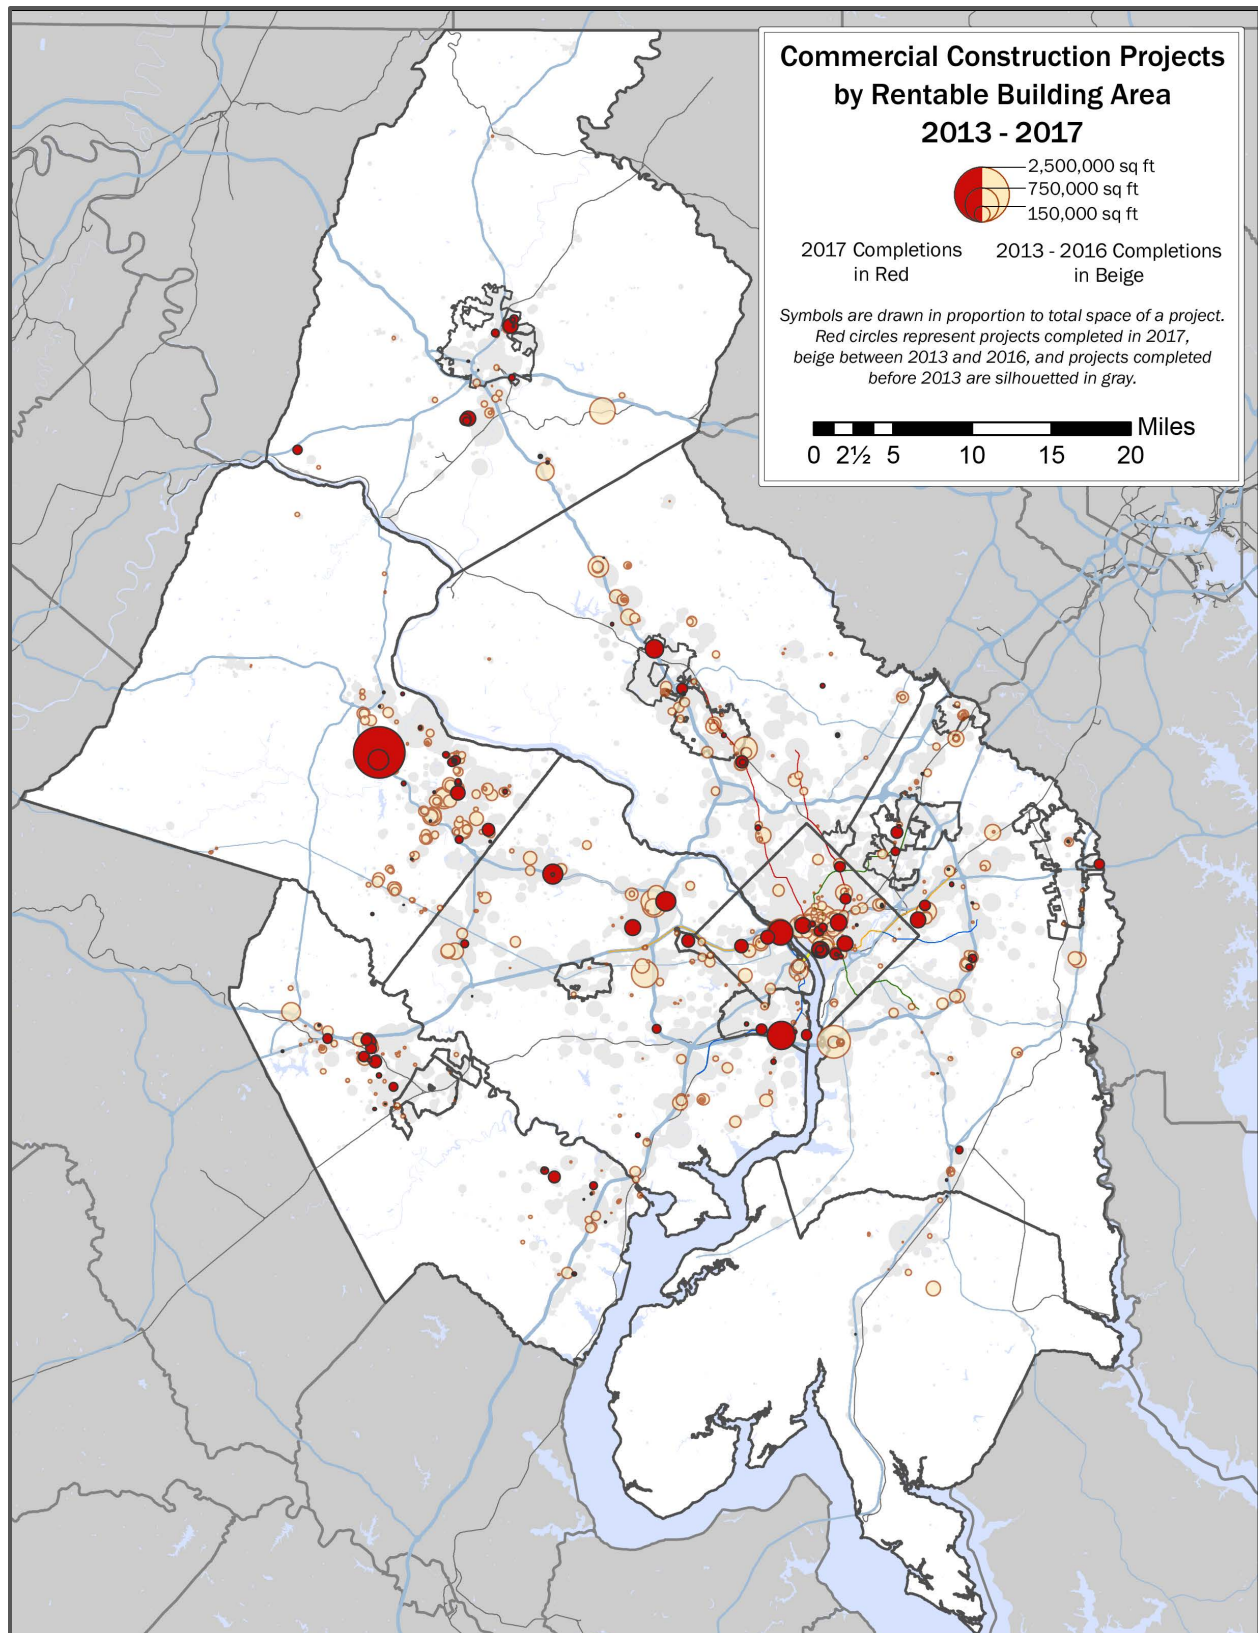 Commercial Construction Projects
by Rentable Building Area
2013 - 2017
2,500,000 sq ft
750,000 sq ft
150,000 sq ft
2017 Completions
in Red
2013 - 2016 Completions
in Beige
Symbols are drawn in proportion to total space of a project.
Red circles represent projects completed in 2017,
beige between 2013 and 2016, and projects completed
before 2013 are silhouetted in gray.
Miles
0 2½ 5 10 15 20